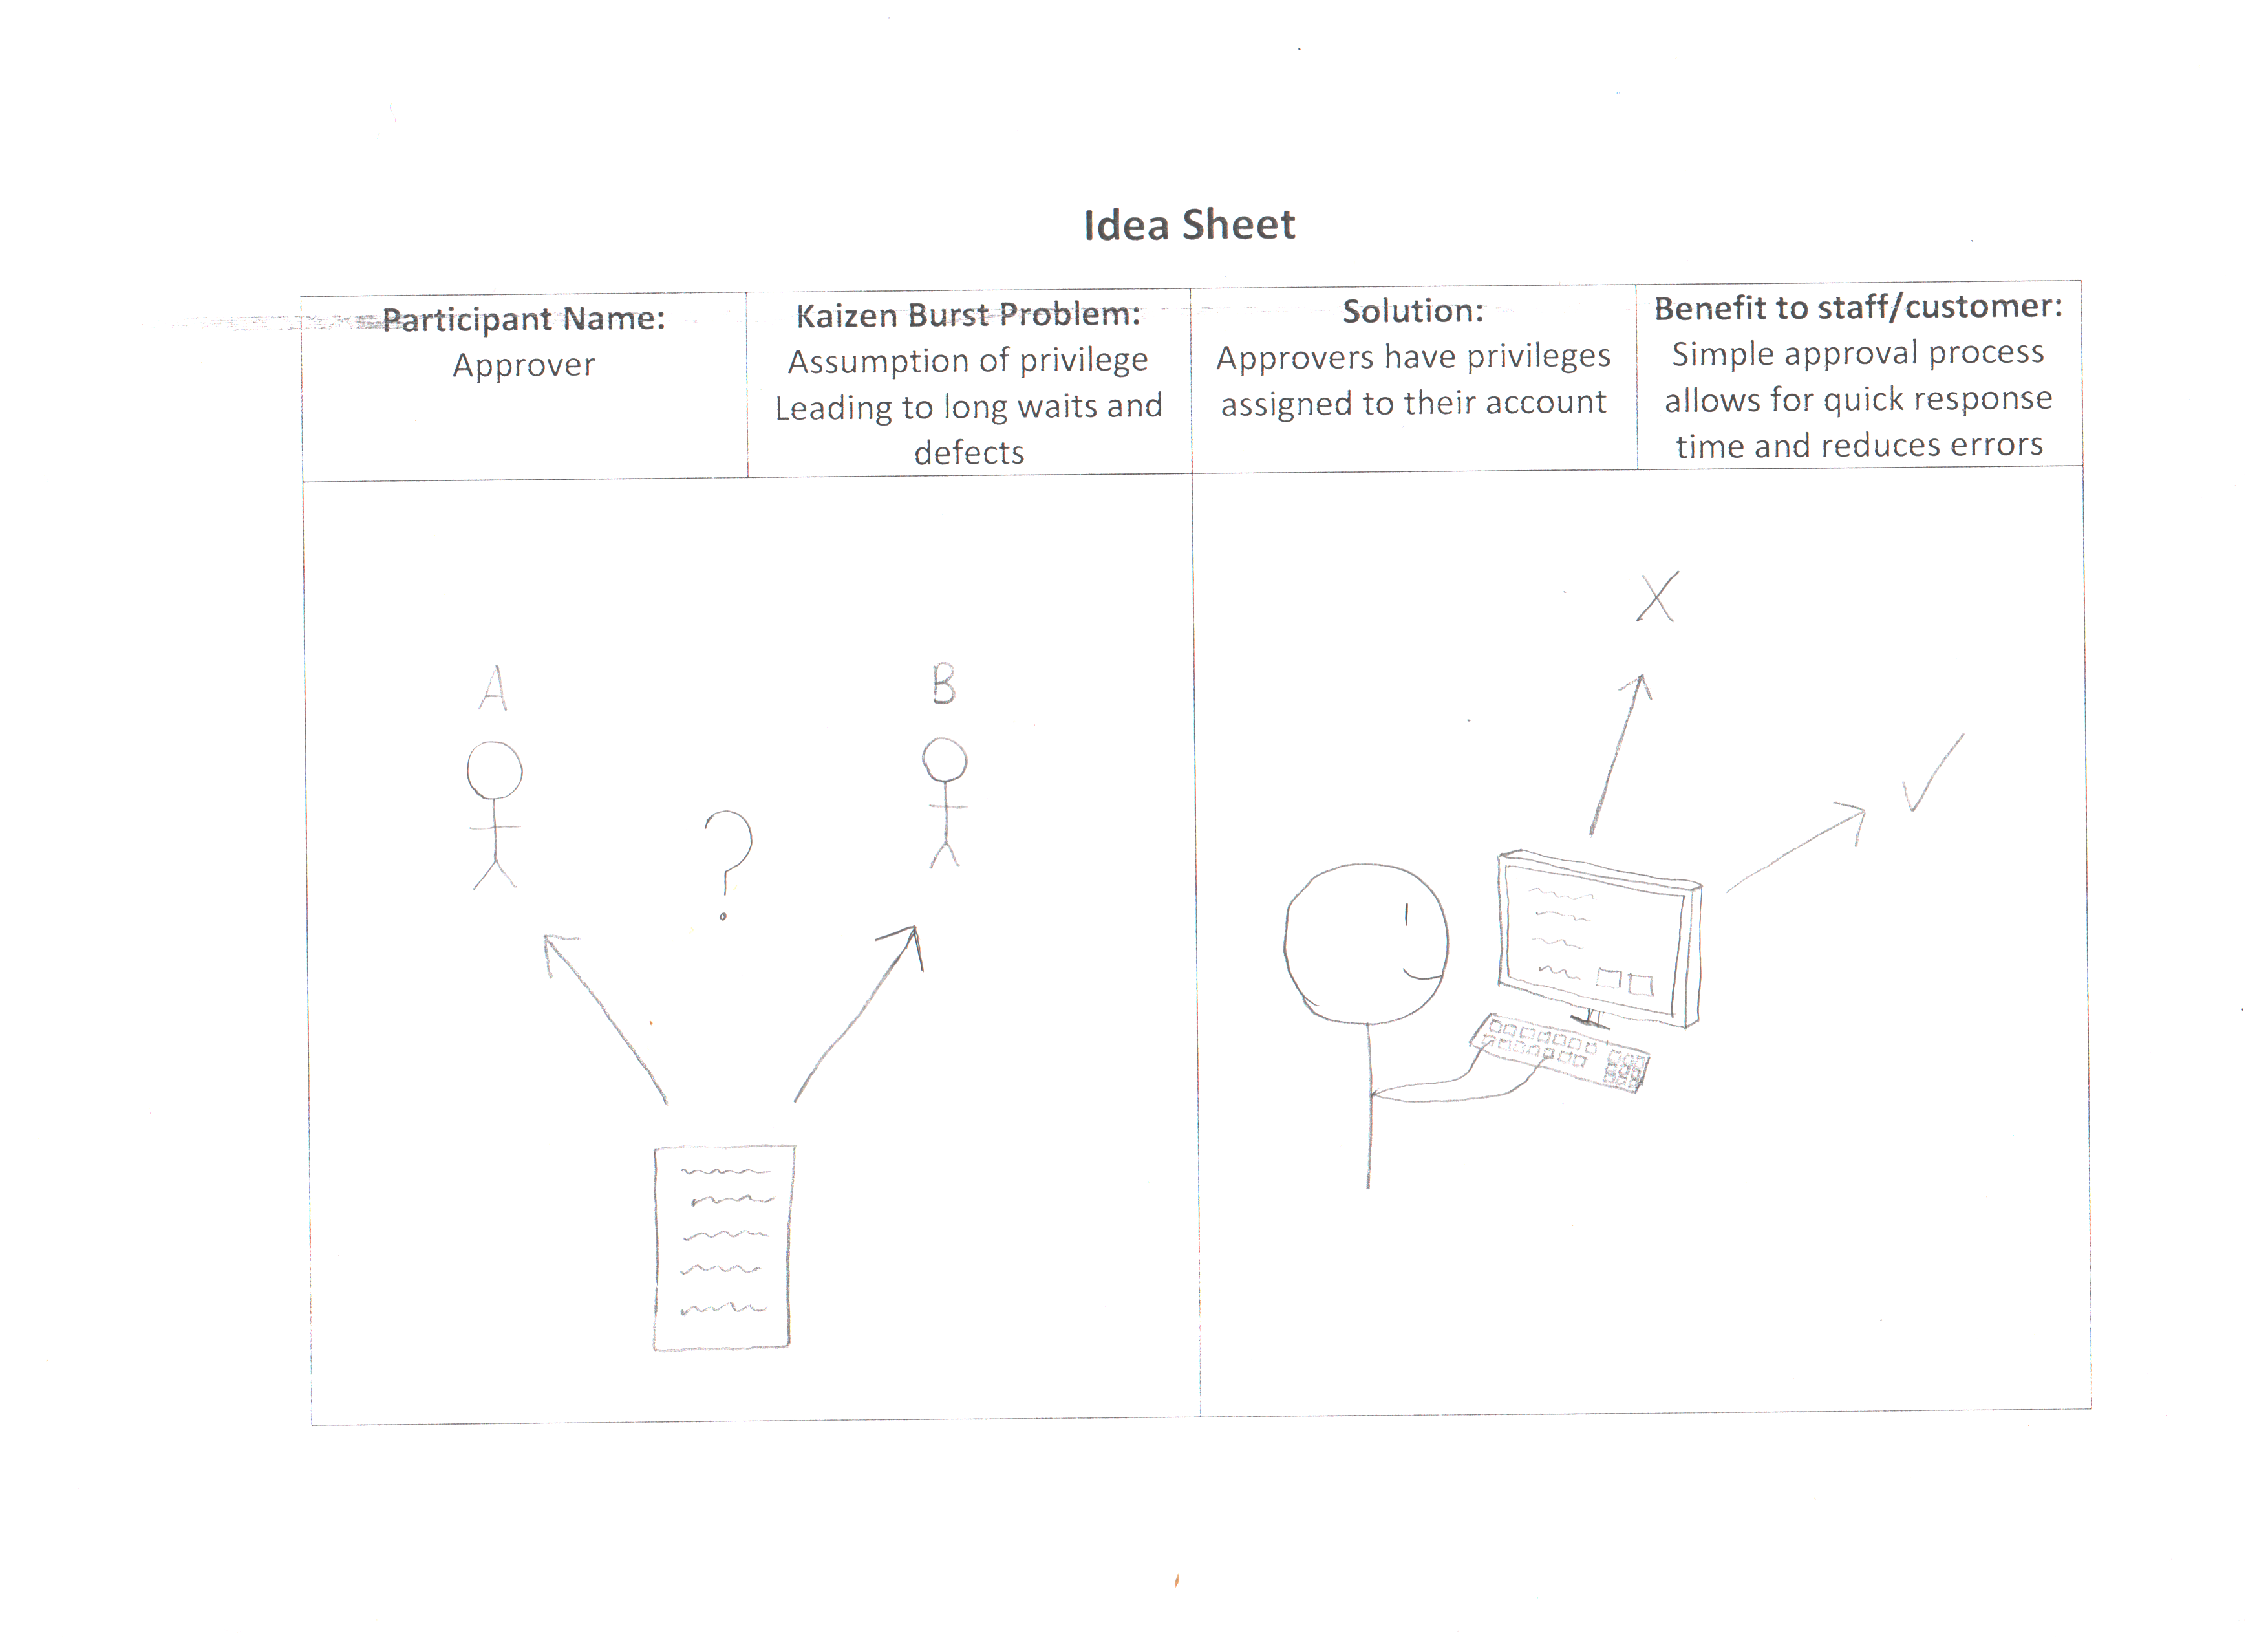 Idea Sheet
Participant Name:
Approver
Kaizen Burst Problem:
Assumption of privilege
Leading to long waits and
defects
Solution:
Approvers have privileges
assigned to their account
Benefit to staff/customer:
Simple approval process
allows for quick response
time and reduces errors
A
B
?
X